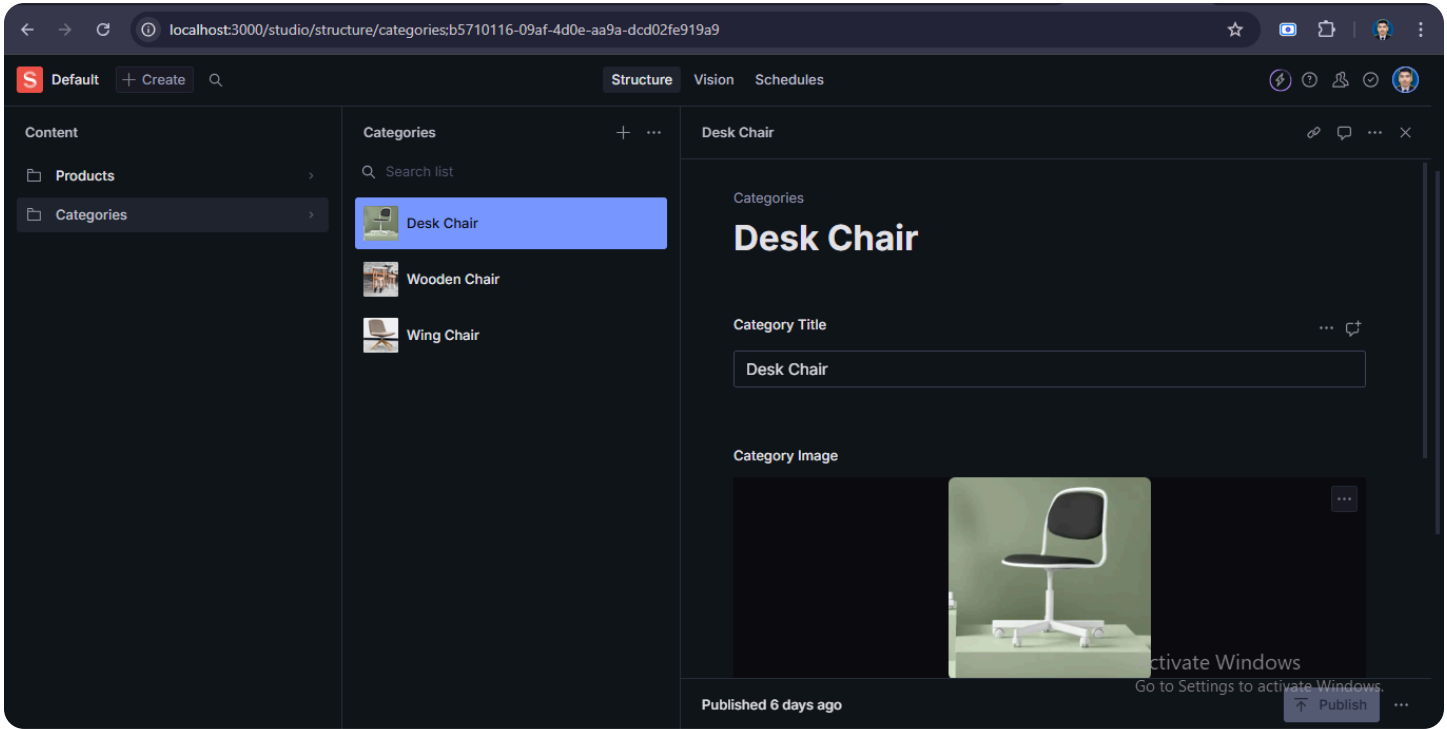 localhost:3000/studio/structure/categories;b5710116-09af-4d0e-aa9a-dcd02fe919a9
S Default + Create Structure Vision Schedules
Content
Products
Categories
Categories
Search list
Desk Chair
Wooden Chair
Wing Chair
Desk Chair
Categories
Desk Chair
Category Title
Desk Chair
Category Image
ctivate Windows
Go to Settings to activate Windows.
Published 6 days ago
Publish